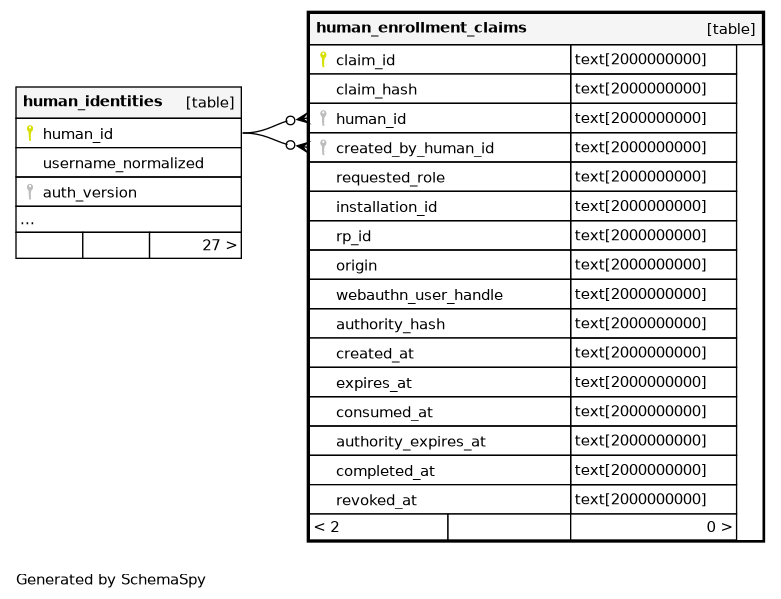 human_identities [table]
human_id
username_normalized
auth_version
...
27 >
human_enrollment_claims [table]
claim_id text[2000000000]
claim_hash text[2000000000]
human_id text[2000000000]
created_by_human_id text[2000000000]
requested_role text[2000000000]
installation_id text[2000000000]
rp_id text[2000000000]
origin text[2000000000]
webauthn_user_handle text[2000000000]
authority_hash text[2000000000]
created_at text[2000000000]
expires_at text[2000000000]
consumed_at text[2000000000]
authority_expires_at text[2000000000]
completed_at text[2000000000]
revoked_at text[2000000000]
< 2 0 >
Generated by SchemaSpy